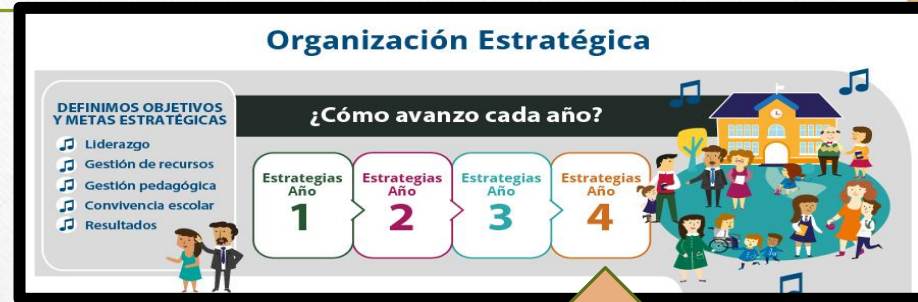 Organización Estratégica
DEFINIMOS OBJETIVOS
Y METAS ESTRATÉGICAS
Liderazgo
Gestión de recursos
Gestión pedagógica
Convivencia escolar
Resultados
¿Cómo avanzo cada año?
Estrategias
Año
1
Estrategias
Año
2
Estrategias
Año
3
Estrategias
Año
4